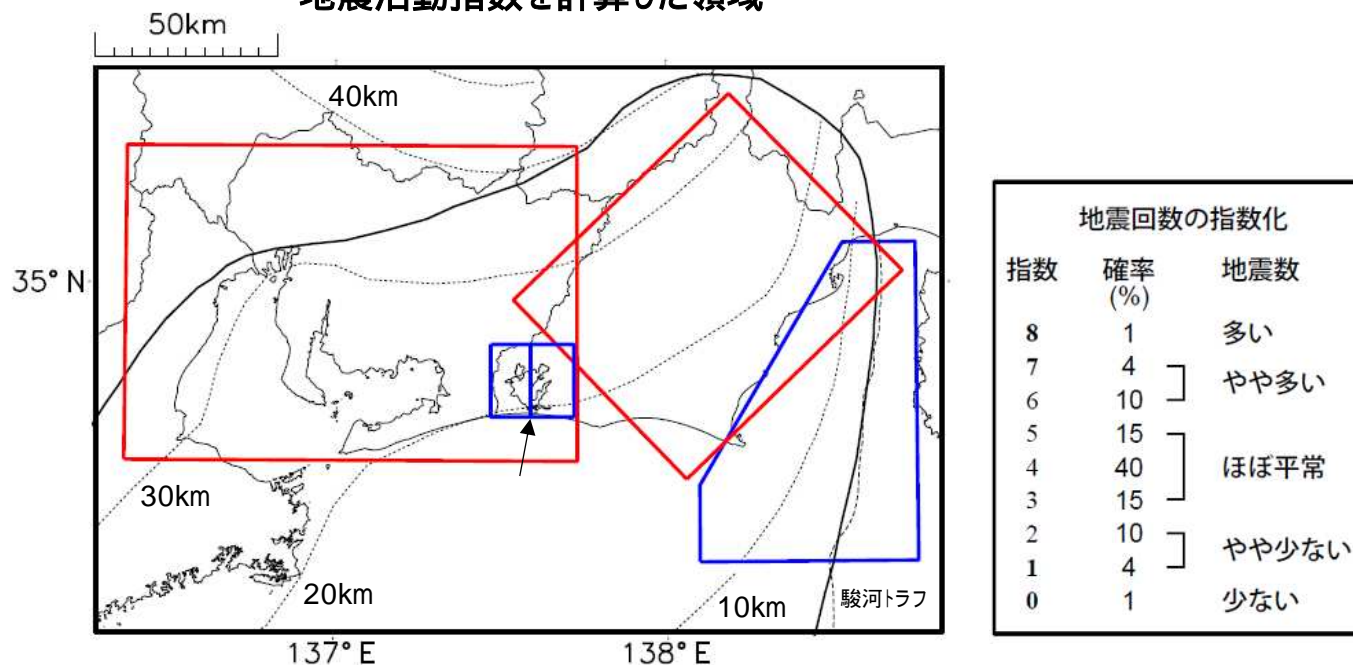 地震活動指数を計算した領域
50km
40km
35°N
30km
20km
10km
駿河トラフ
137°E
138°E
地震回数の指数化
指数 確率 地震数
(%)
8 1 多い
7 4
やや多い
6 10
5 15
4 40 ほぼ平常
3 15
2 10
やや少ない
1 4
0 1 少ない